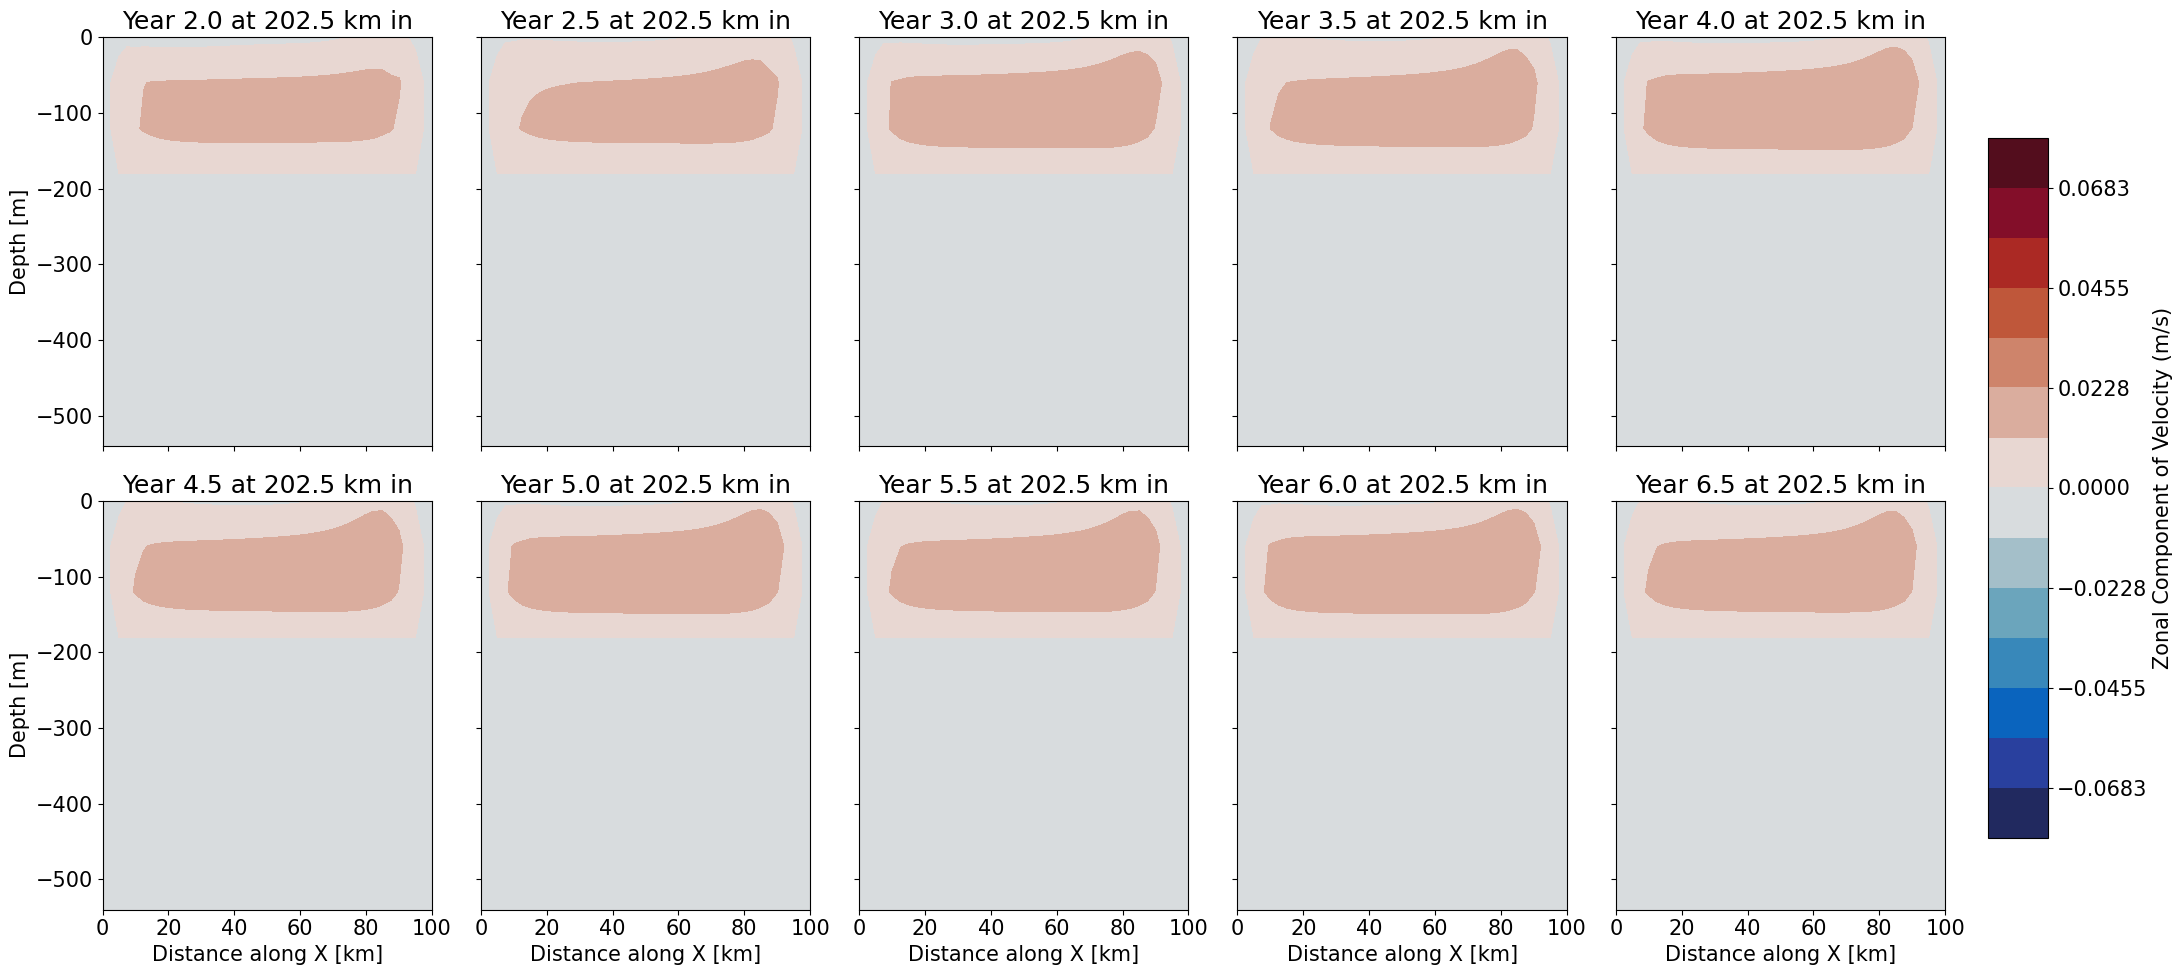 Year 2.0 at 202.5 km in
Year 2.5 at 202.5 km in
Year 3.0 at 202.5 km in
Year 3.5 at 202.5 km in
Year 4.0 at 202.5 km in
Depth [m]
0
−100
−200
−300
−400
−500
Year 4.5 at 202.5 km in
Year 5.0 at 202.5 km in
Year 5.5 at 202.5 km in
Year 6.0 at 202.5 km in
Year 6.5 at 202.5 km in
Depth [m]
0
−100
−200
−300
−400
−500
0 20 40 60 80 100
0 20 40 60 80 100
0 20 40 60 80 100
0 20 40 60 80 100
0 20 40 60 80 100
Distance along X [km]
Distance along X [km]
Distance along X [km]
Distance along X [km]
Distance along X [km]
0.0683
0.0455
0.0228
0.0000
−0.0228
−0.0455
−0.0683
Zonal Component of Velocity (m/s)